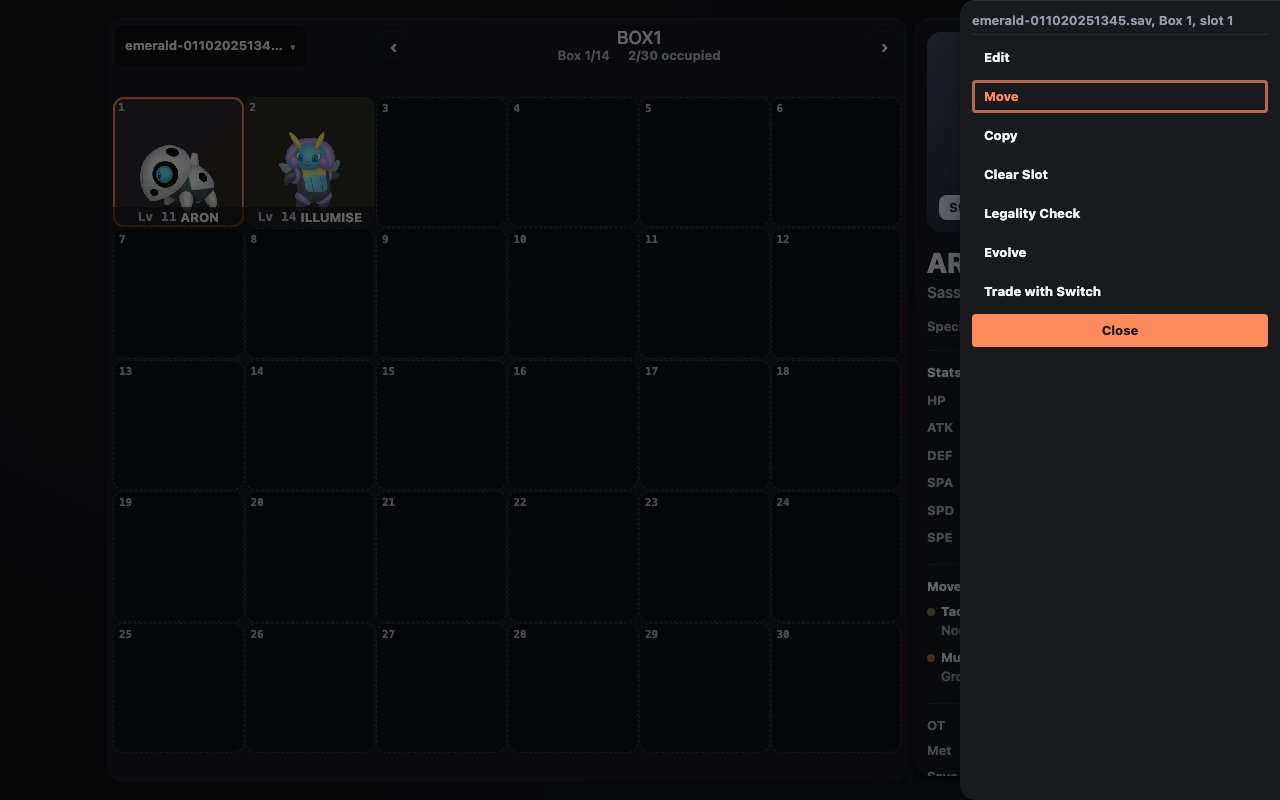 emerald-01102025134... ▾
‹
BOX1
Box 1/14 2/30 occupied
›
1
2
3
4
5
6
Lv 11 ARON
Lv 14 ILLUMISE
7
8
9
10
11
12
13
14
15
16
17
18
19
20
21
22
23
24
25
26
27
28
29
30
St
AR
Sass
Speci
Stats
HP
ATK
DEF
SPA
SPD
SPE
Move
Tac
Nor
Mu
Gro
OT
Met
emerald-011020251345.sav, Box 1, slot 1
Edit
Move
Copy
Clear Slot
Legality Check
Evolve
Trade with Switch
Close